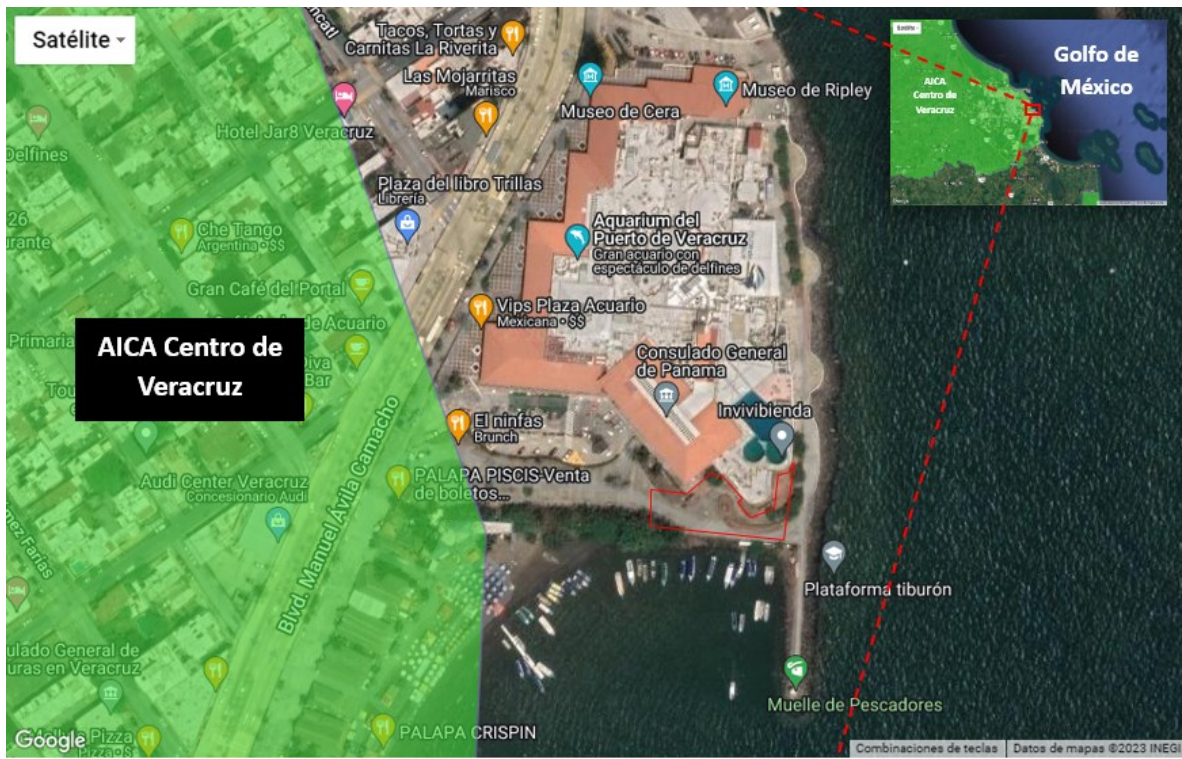 Satélite
Tacos, Tortas y
Carnitas La Riverita
Las Mojarritas
Marisco
Museo de Cera
Museo de Ripley
Hotel Jar8 Veracruz
Delfines
Plaza del libro Trillas
Librería
26
Che Tango
Argentina • $$
Aquarium del
Puerto de Veracruz
Gran acuario con
espectáculo de delfines
Gran Café del Portal
de Acuario
Vips Plaza Acuario
Mexicana • $$
Primaria
AICA Centro de
Veracruz
Bar
Consulado General
de Panama
Invivibienda
El ninfas
Brunch
PALAPA PISCIS-Venta
de boletos...
Audi Center Veracruz
Concesionario Audi
Blvd. Manuel Ávila Camacho
Plataforma tiburón
Muelle de Pescadores
ulado General de
uras en Veracruz
PALAPA CRISPIN
Pizza
Pizza • $
Google
Combinaciones de teclas
Datos de mapas ©2023 INEGI
Satélite
Golfo de
México
AICA
Centro de
Veracruz